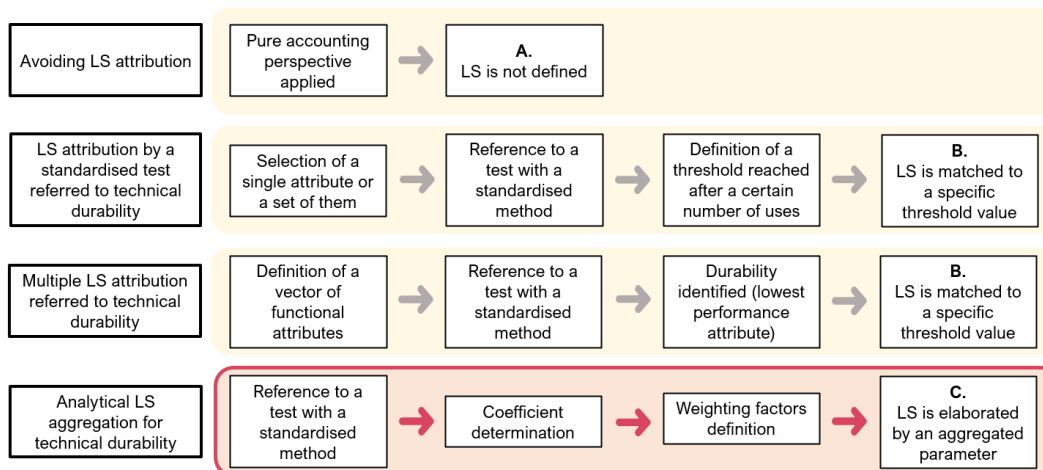 Avoiding LS attribution
Pure accounting
perspective
applied
A.
LS is not defined
LS attribution by a
standardised test
referred to technical
durability
Selection of a
single attribute or
a set of them
Reference to a
test with a
standardised
method
Definition of a
threshold reached
after a certain
number of uses
B.
LS is matched to
a specific
threshold value
Multiple LS attribution
referred to technical
durability
Definition of a
vector of
functional
attributes
Reference to a
test with a
standardised
method
Durability
identified (lowest
performance
attribute)
B.
LS is matched to
a specific
threshold value
Analytical LS
aggregation for
technical durability
Reference to a
test with a
standardised
method
Coefficient
determination
Weighting factors
definition
C.
LS is elaborated
by an aggregated
parameter